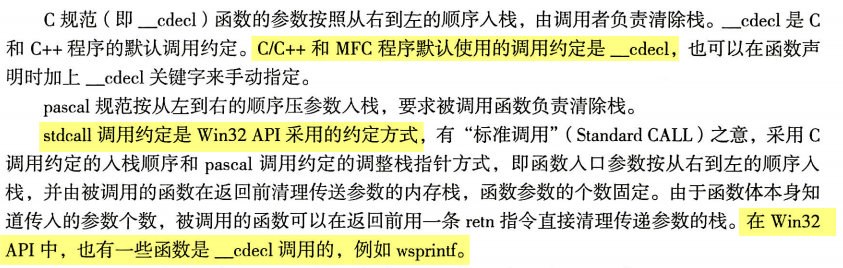 C 规范（即 __cdecl）函数的参数按照从右到左的顺序入栈，由调用者负责清除栈。__cdecl 是 C
和 C++ 程序的默认调用约定。C/C++ 和 MFC 程序默认使用的调用约定是 __cdecl，也可以在函数声
明时加上 __cdecl 关键字来手动指定。
pascal 规范按从左到右的顺序压参数入栈，要求被调用函数负责清除栈。
stdcall 调用约定是 Win32 API 采用的约定方式，有“标准调用”（Standard CALL）之意，采用 C
调用约定的入栈顺序和 pascal 调用约定的调整栈指针方式，即函数入口参数按从右到左的顺序入
栈，并由被调用的函数在返回前清理传送参数的内存栈，函数参数的个数固定。由于函数体本身知
道传入的参数个数，被调用的函数可以在返回前用一条 retn 指令直接清理传递参数的栈。在 Win32
API 中，也有一些函数是 __cdecl 调用的，例如 wsprintf。